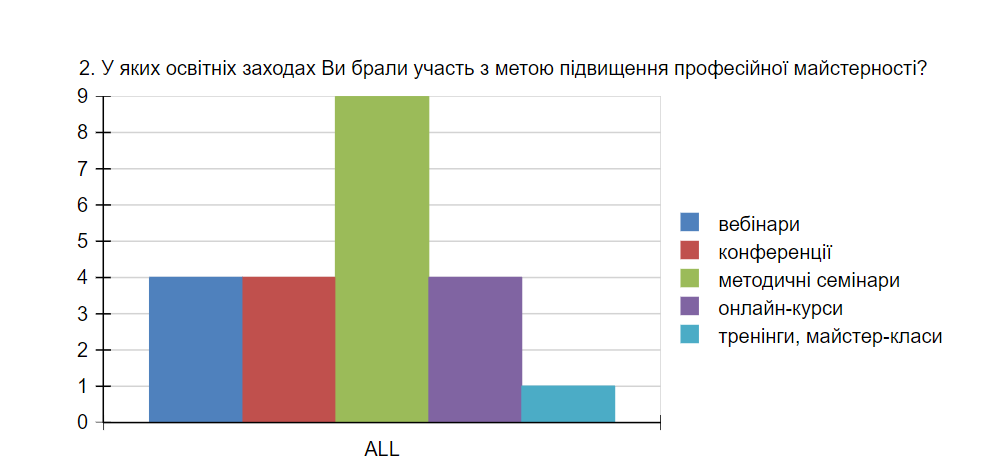 2. У яких освітніх заходах Ви брали участь з метою підвищення професійної майстерності?
9
8
7
6
5
4
3
2
1
0
ALL
вебінари
конференції
методичні семінари
онлайн-курси
тренінги, майстер-класи